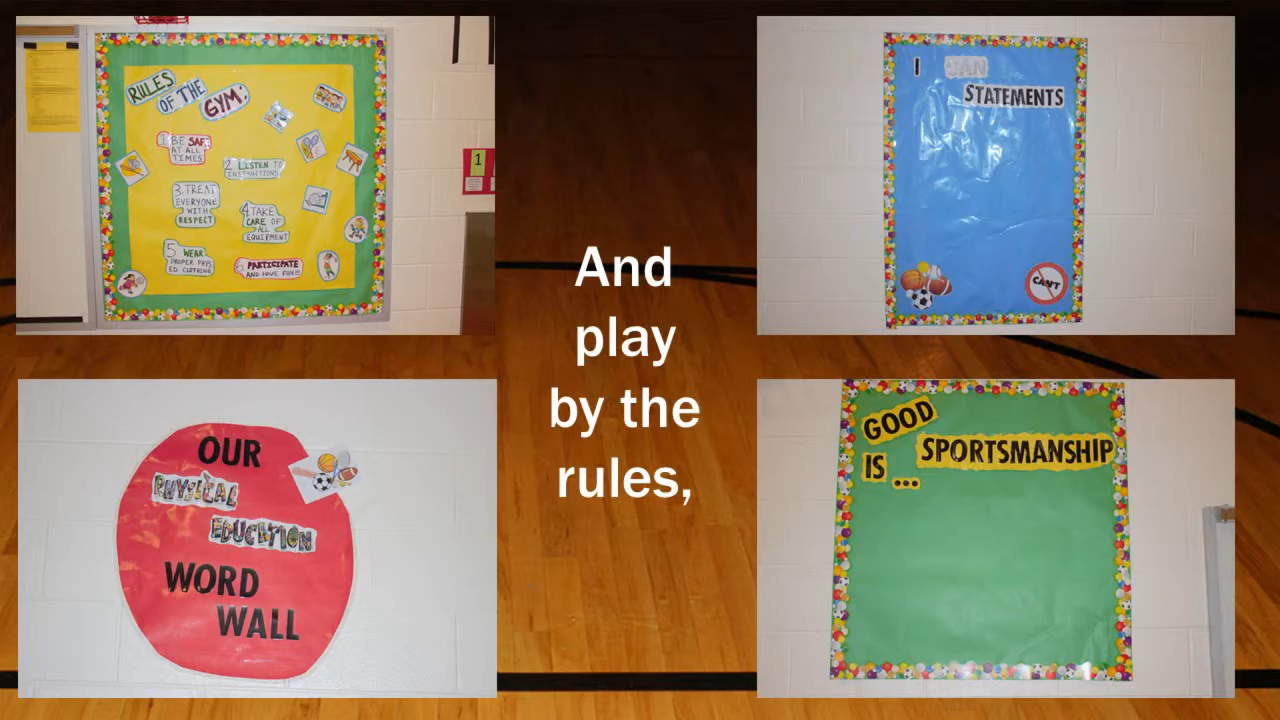 RULES
OF THE
GYM:
1. BE SAFE
AT ALL
TIMES
2. LISTEN TO
INSTRUCTIONS
3. TREAT
EVERYONE
WITH
RESPECT
4. TAKE
CARE OF
ALL
EQUIPMENT
5. WEAR
PROPER PHYS
ED. CLOTHING
6. PARTICIPATE
AND HAVE FUN!!!
1
I CAN
STATEMENTS
CAN'T
And
play
by the
rules,
OUR
PHYSICAL
EDUCATION
WORD
WALL
GOOD
SPORTSMANSHIP
IS ...